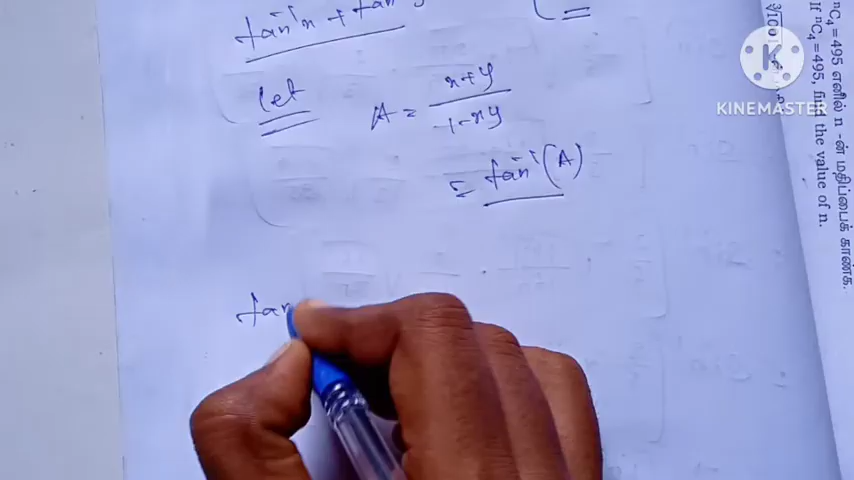 tan⁻¹x + tan⁻¹y
let A = x+y / 1-xy
= tan⁻¹(A)
tan
KINEMASTER
ⁿC₄ = 495 எனில் n -ன் மதிப்பைக் காண்க.
If ⁿC₄ = 495, find the value of n.